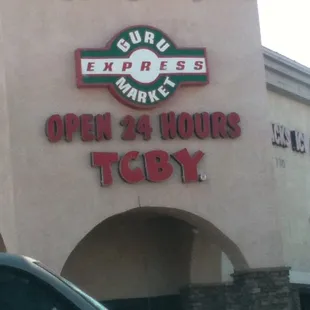 GURU
EXPRESS
MARKET
OPEN 24 HOURS
TCBY